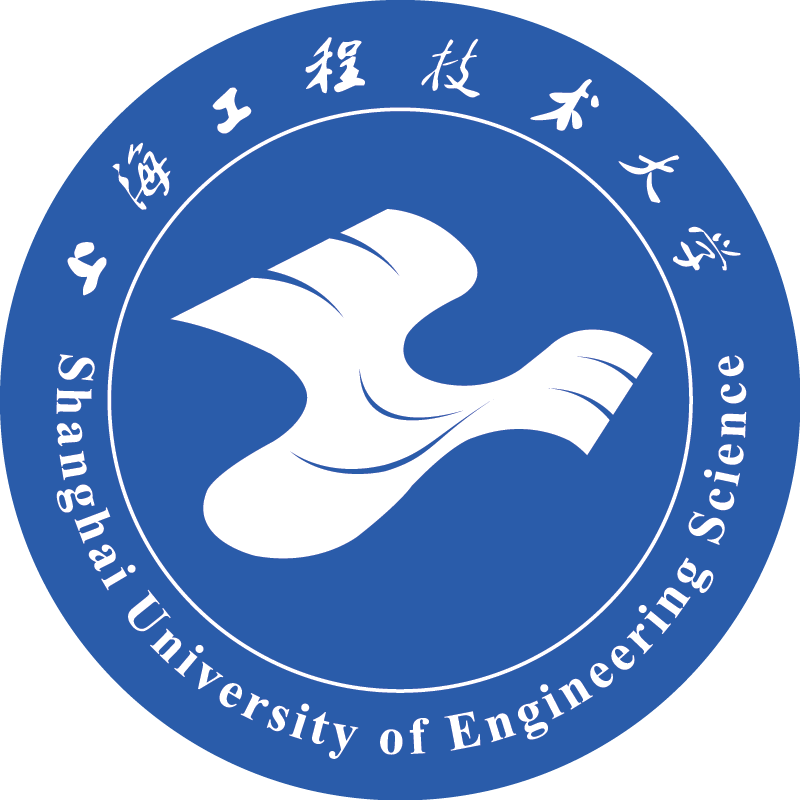 上海工程技术大学
Shanghai University of Engineering Science